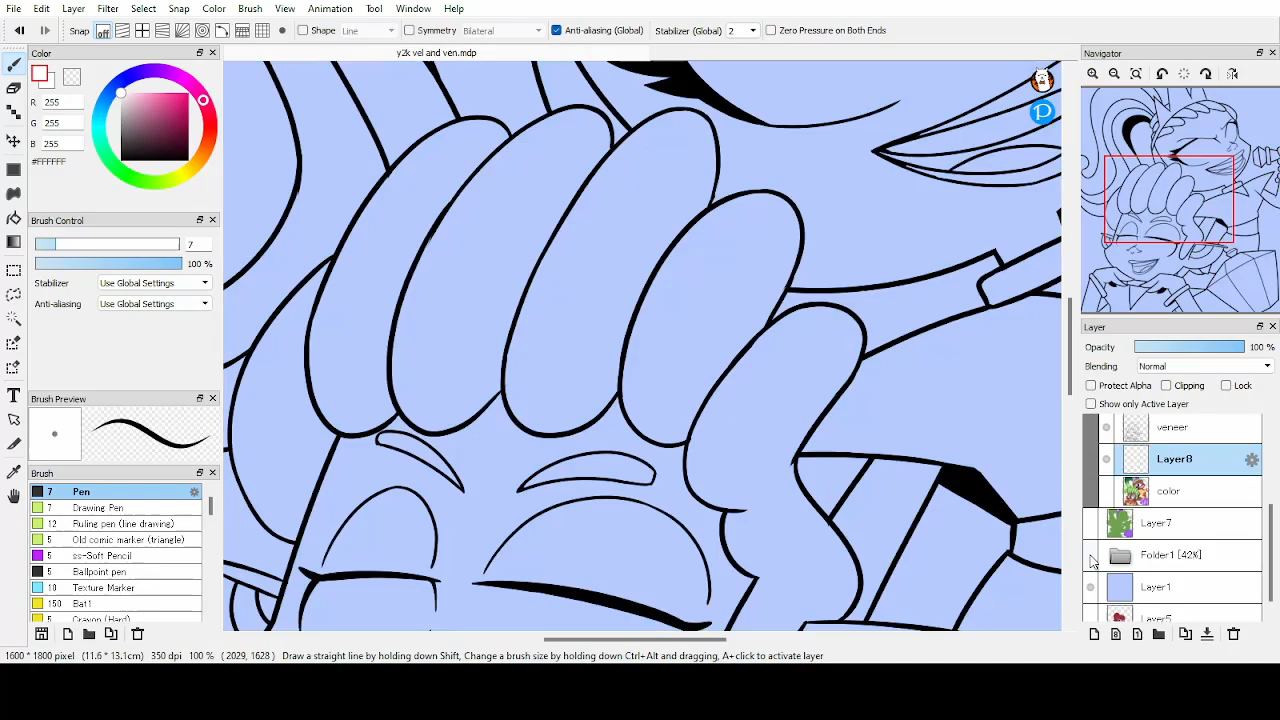 File Edit Layer Filter Select Snap Color Brush View Animation Tool Window Help
Snap off Shape Line Symmetry Bilateral Anti-aliasing (Global) Stabilizer (Global) 2 Zero Pressure on Both Ends
Color
y2k vel and ven.mdp
Navigator
R 255
G 255
B 255
#FFFFFF
Brush Control
7
100 %
Stabilizer Use Global Settings
Anti-aliasing Use Global Settings
Brush Preview
Brush
7 Pen
7 Drawing Pen
12 Ruling pen (line drawing)
5 Old comic marker (triangle)
5 ss-Soft Pencil
5 Ballpoint pen
10 Texture Marker
150 Bat1
5 Crayon (Hard)
Layer
Opacity 100 %
Blending Normal
Protect Alpha Clipping Lock
Show only Active Layer
veneer
Layer8
color
Layer7
Folder1 [42%]
Layer1
Layer5
1600 * 1800 pixel (11.6 * 13.1cm) 350 dpi 100 % ( 2029, 1628 ) Draw a straight line by holding down Shift, Change a brush size by holding down Ctrl+Alt and dragging, A+click to activate layer